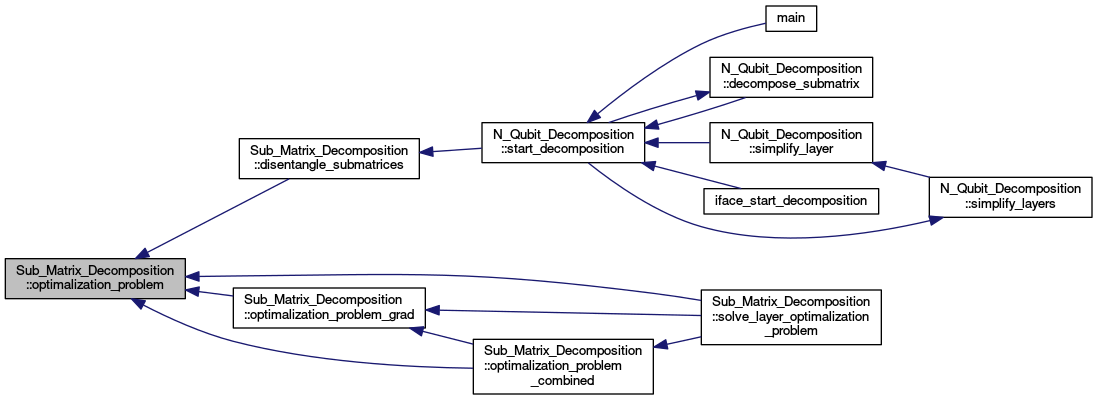 main
N_Qubit_Decomposition
::decompose_submatrix
N_Qubit_Decomposition
::start_decomposition
N_Qubit_Decomposition
::simplify_layer
Sub_Matrix_Decomposition
::disentangle_submatrices
iface_start_decomposition
N_Qubit_Decomposition
::simplify_layers
Sub_Matrix_Decomposition
::optimalization_problem
Sub_Matrix_Decomposition
::optimalization_problem_grad
Sub_Matrix_Decomposition
::solve_layer_optimalization
_problem
Sub_Matrix_Decomposition
::optimalization_problem
_combined